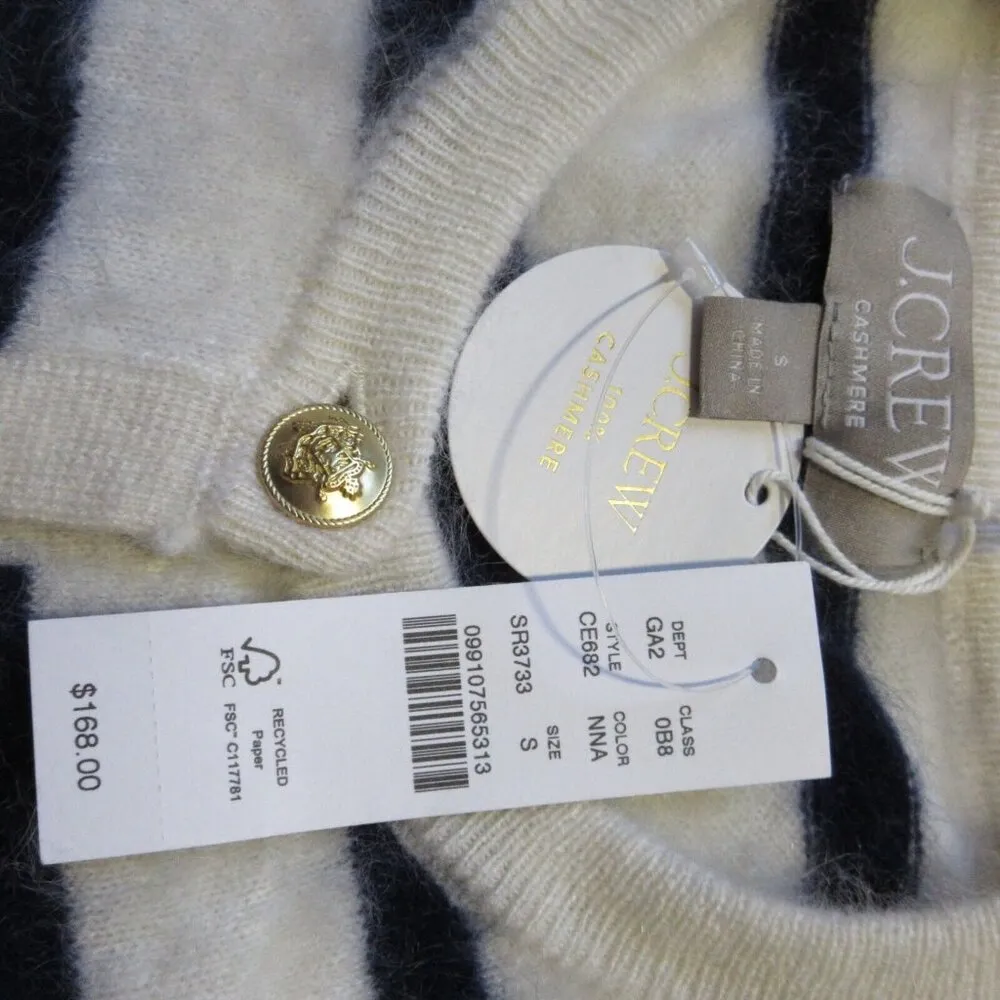 J.CREW
CASHMERE
S
MADE IN
CHINA
J.CREW
100%
CASHMERE
DEPT
GA2
CLASS
0B8
STYLE
CE682
COLOR
NNA
SR3733
SIZE
S
099107565313
RECYCLED
Paper
FSC® C117781
FSC™
$168.00